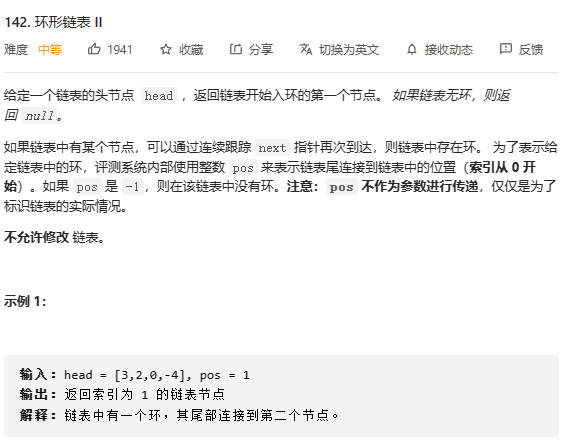 142. 环形链表 II
难度 中等 1941 收藏 分享 切换为英文 接收动态 反馈
给定一个链表的头节点 head ，返回链表开始入环的第一个节点。 如果链表无环，则返
回 null。
如果链表中有某个节点，可以通过连续跟踪 next 指针再次到达，则链表中存在环。 为了表示给
定链表中的环，评测系统内部使用整数 pos 来表示链表尾连接到链表中的位置（索引从 0 开
始）。如果 pos 是 -1，则在该链表中没有环。注意：pos 不作为参数进行传递，仅仅是为了
标识链表的实际情况。
不允许修改 链表。
示例 1：
输入：head = [3,2,0,-4], pos = 1
输出：返回索引为 1 的链表节点
解释：链表中有一个环，其尾部连接到第二个节点。